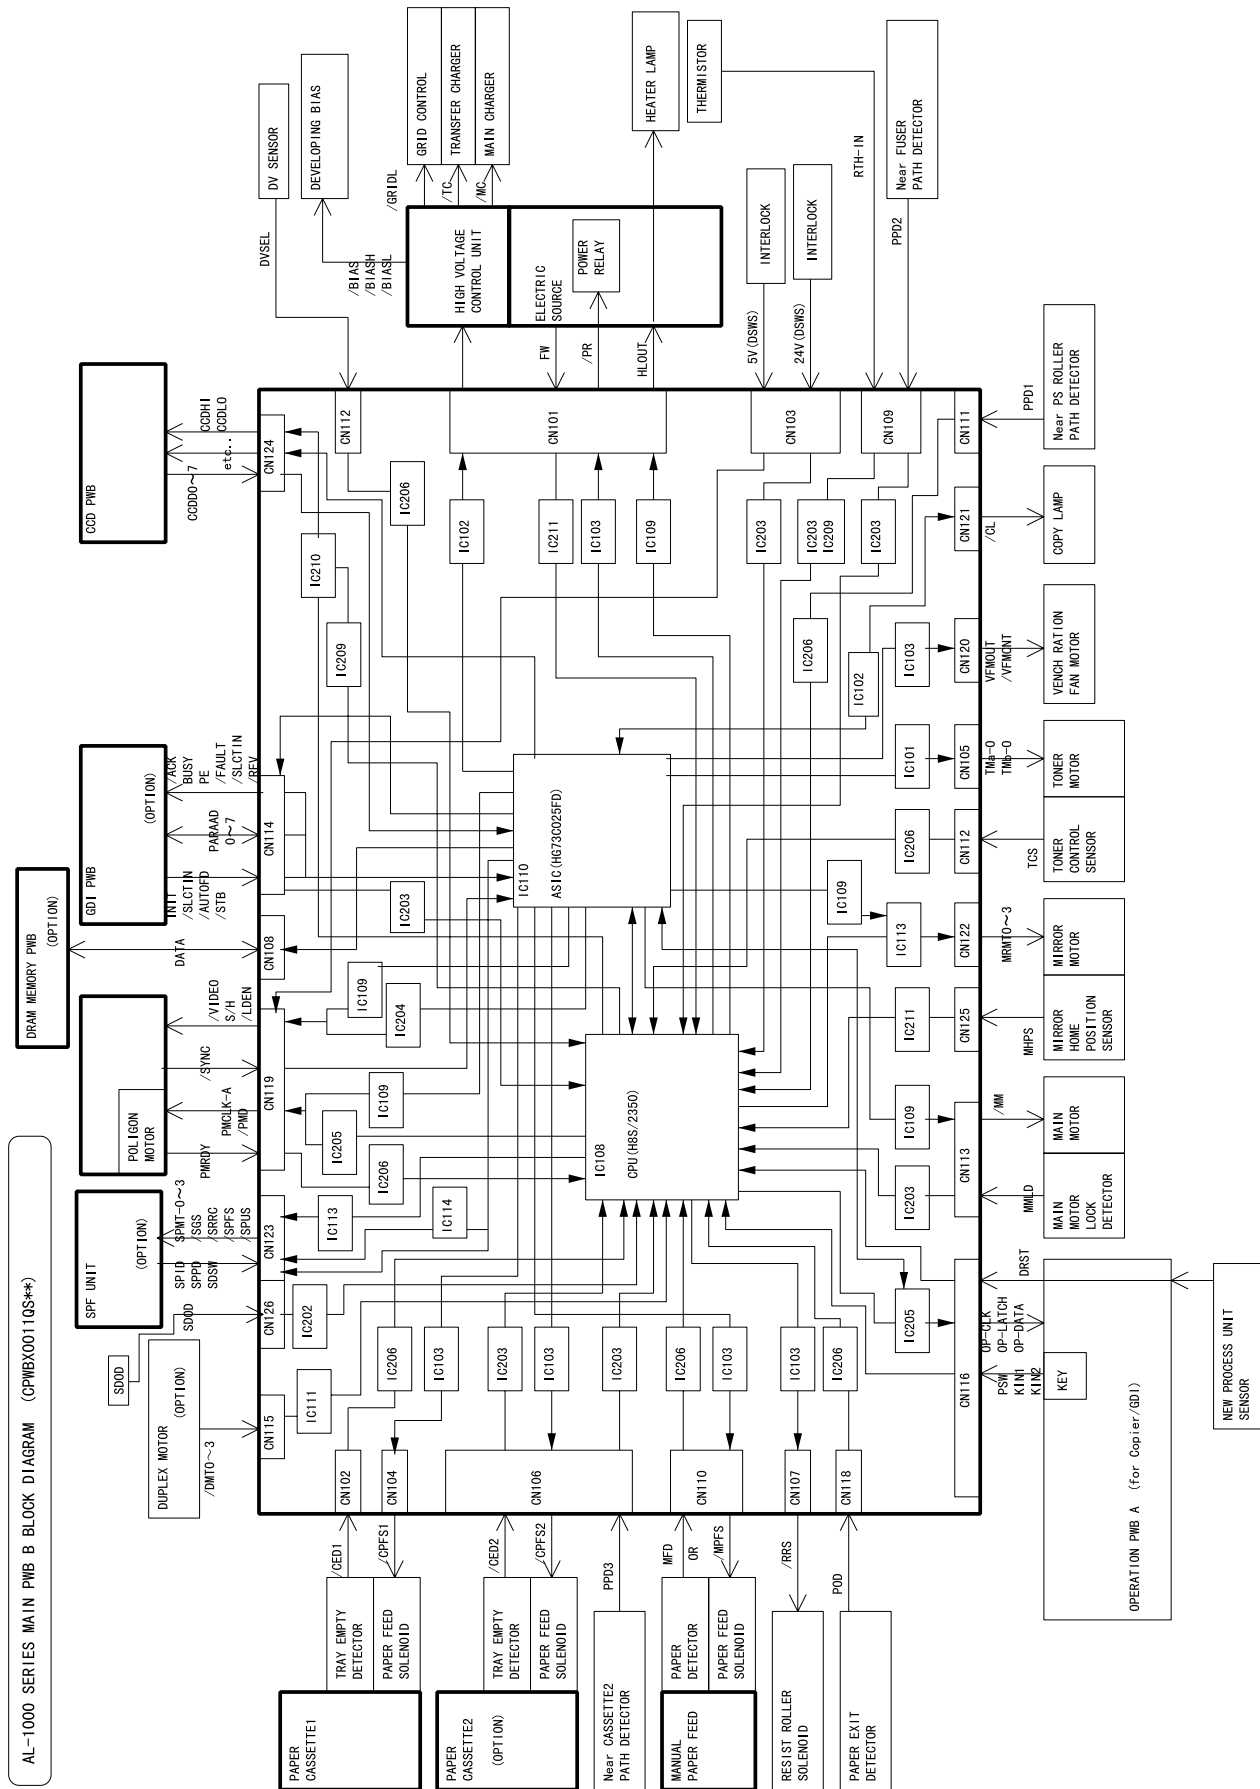 AL-1000 SERIES MAIN PWB B BLOCK DIAGRAM (CPWBX0011QS**)
SDOD
DUPLEX MOTOR
(OPTION)
/DMT0～3
SDOD
SPF UNIT
(OPTION)
SPID
SPPD
SDSW
SPMT-0～3
/SGS
/SRRC
/SPFS
/SPUS
POLIGON
MOTOR
PMRDY
PMCLK-A
/PMD
/SYNC
/VIDEO
S/H
/LDEN
DRAM MEMORY PWB
(OPTION)
DATA
GDI PWB
(OPTION)
INIT
/SLCTIN
/AUTOFD
/STB
PARAAD
0～7
/ACK
BUSY
PE
/FAULT
/SLCTIN
/REV
CCD PWB
CCDD0～7
etc..
CCDHI
CCDLO
DV SENSOR
DVSEL
DEVELOPING BIAS
/BIAS
/BIASH
/BIASL
GRID CONTROL
TRANSFER CHARGER
MAIN CHARGER
/GRIDL
/TC
/MC
HIGH VOLTAGE
CONTROL UNIT
ELECTRIC
SOURCE
POWER
RELAY
FW
/PR
HLOUT
HEATER LAMP
THERMISTOR
INTERLOCK
INTERLOCK
5V(DSWS)
24V(DSWS)
RTH-IN
Near FUSER
PATH DETECTOR
PPD2
CN115
CN126
CN123
CN119
CN108
CN114
CN124
CN112
CN101
CN103
CN109
CN111
IC111
IC202
IC113
IC114
IC206
IC205
IC109
IC204
IC109
IC203
IC209
IC210
IC206
IC102
IC211
IC103
IC109
IC203
IC203
IC209
IC203
IC206
IC102
IC110
ASIC(HG73C025FD)
IC108
CPU(H8S/2350)
IC206
IC103
IC203
IC103
IC203
IC206
IC103
IC103
IC206
IC205
IC203
IC109
IC211
IC113
IC109
IC206
IC101
IC103
CN102
CN104
CN106
CN110
CN107
CN118
CN116
CN113
CN125
CN122
CN112
CN105
CN120
CN121
PAPER
CASSETTE1
TRAY EMPTY
DETECTOR
PAPER FEED
SOLENOID
/CED1
/CPFS1
PAPER
CASSETTE2
(OPTION)
TRAY EMPTY
DETECTOR
PAPER FEED
SOLENOID
/CED2
/CPFS2
Near CASSETTE2
PATH DETECTOR
PPD3
MANUAL
PAPER FEED
PAPER
DETECTOR
PAPER FEED
SOLENOID
MFD
OR
/MPFS
RESIST ROLLER
SOLENOID
/RRS
PAPER EXIT
DETECTOR
POD
OPERATION PWB A (for Copier/GDI)
KEY
PSW
KIN1
KIN2
OP-CLK
OP-LATCH
OP-DATA
DRST
NEW PROCESS UNIT
SENSOR
MAIN
MOTOR
LOCK
DETECTOR
MMLD
MAIN
MOTOR
/MM
MIRROR
HOME
POSITION
SENSOR
MHPS
MIRROR
MOTOR
MRMT0～3
TONER
CONTROL
SENSOR
TCS
TONER
MOTOR
TMa-O
TMb-O
VENCH RATION
FAN MOTOR
VFMOUT
/VFMCNT
COPY LAMP
/CL
Near PS ROLLER
PATH DETECTOR
PPD1